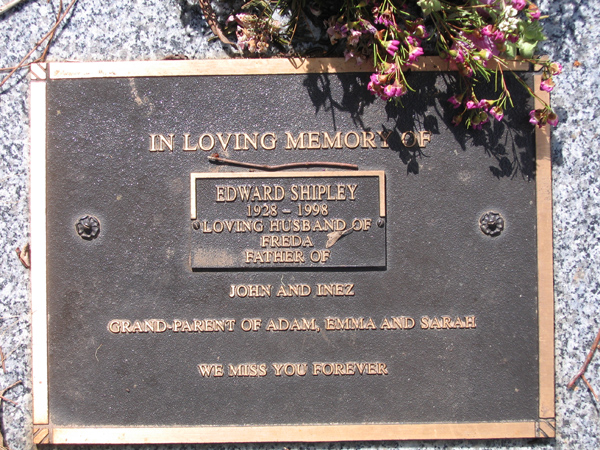 IN LOVING MEMORY OF
EDWARD SHIPLEY
1928 - 1998
LOVING HUSBAND OF
FREDA
FATHER OF
JOHN AND INEZ
GRAND-PARENT OF ADAM, EMMA AND SARAH
WE MISS YOU FOREVER